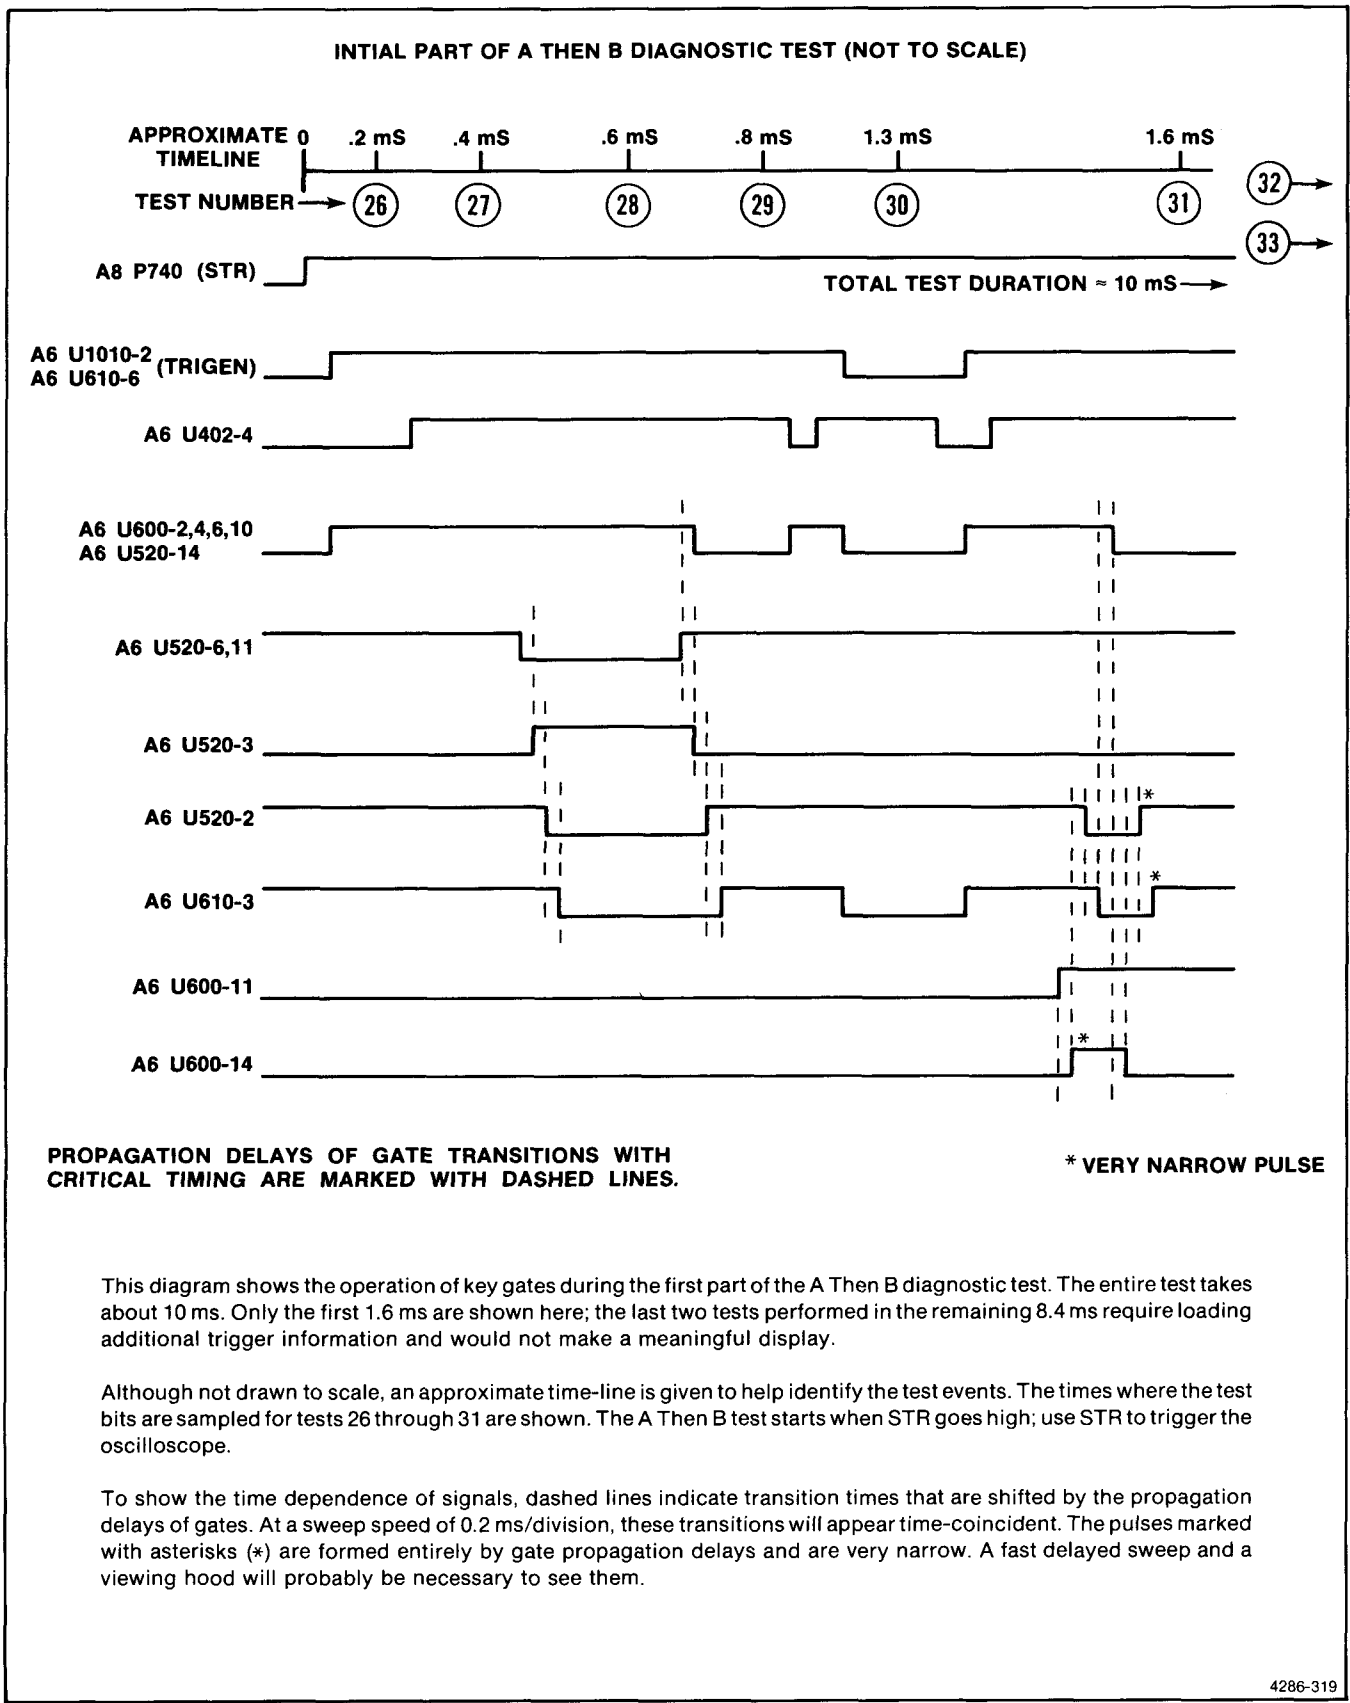 INTIAL PART OF A THEN B DIAGNOSTIC TEST (NOT TO SCALE)
APPROXIMATE TIMELINE
0 .2 mS .4 mS .6 mS .8 mS 1.3 mS 1.6 mS
TEST NUMBER 26 27 28 29 30 31 32
33
A8 P740 (STR)
TOTAL TEST DURATION ≈ 10 mS
A6 U1010-2
A6 U610-6
(TRIGEN)
A6 U402-4
A6 U600-2,4,6,10
A6 U520-14
A6 U520-6,11
A6 U520-3
A6 U520-2
*
A6 U610-3
*
A6 U600-11
A6 U600-14
*
PROPAGATION DELAYS OF GATE TRANSITIONS WITH
CRITICAL TIMING ARE MARKED WITH DASHED LINES.
* VERY NARROW PULSE
This diagram shows the operation of key gates during the first part of the A Then B diagnostic test. The entire test takes
about 10 ms. Only the first 1.6 ms are shown here; the last two tests performed in the remaining 8.4 ms require loading
additional trigger information and would not make a meaningful display.
Although not drawn to scale, an approximate time-line is given to help identify the test events. The times where the test
bits are sampled for tests 26 through 31 are shown. The A Then B test starts when STR goes high; use STR to trigger the
oscilloscope.
To show the time dependence of signals, dashed lines indicate transition times that are shifted by the propagation
delays of gates. At a sweep speed of 0.2 ms/division, these transitions will appear time-coincident. The pulses marked
with asterisks (*) are formed entirely by gate propagation delays and are very narrow. A fast delayed sweep and a
viewing hood will probably be necessary to see them.
4286-319